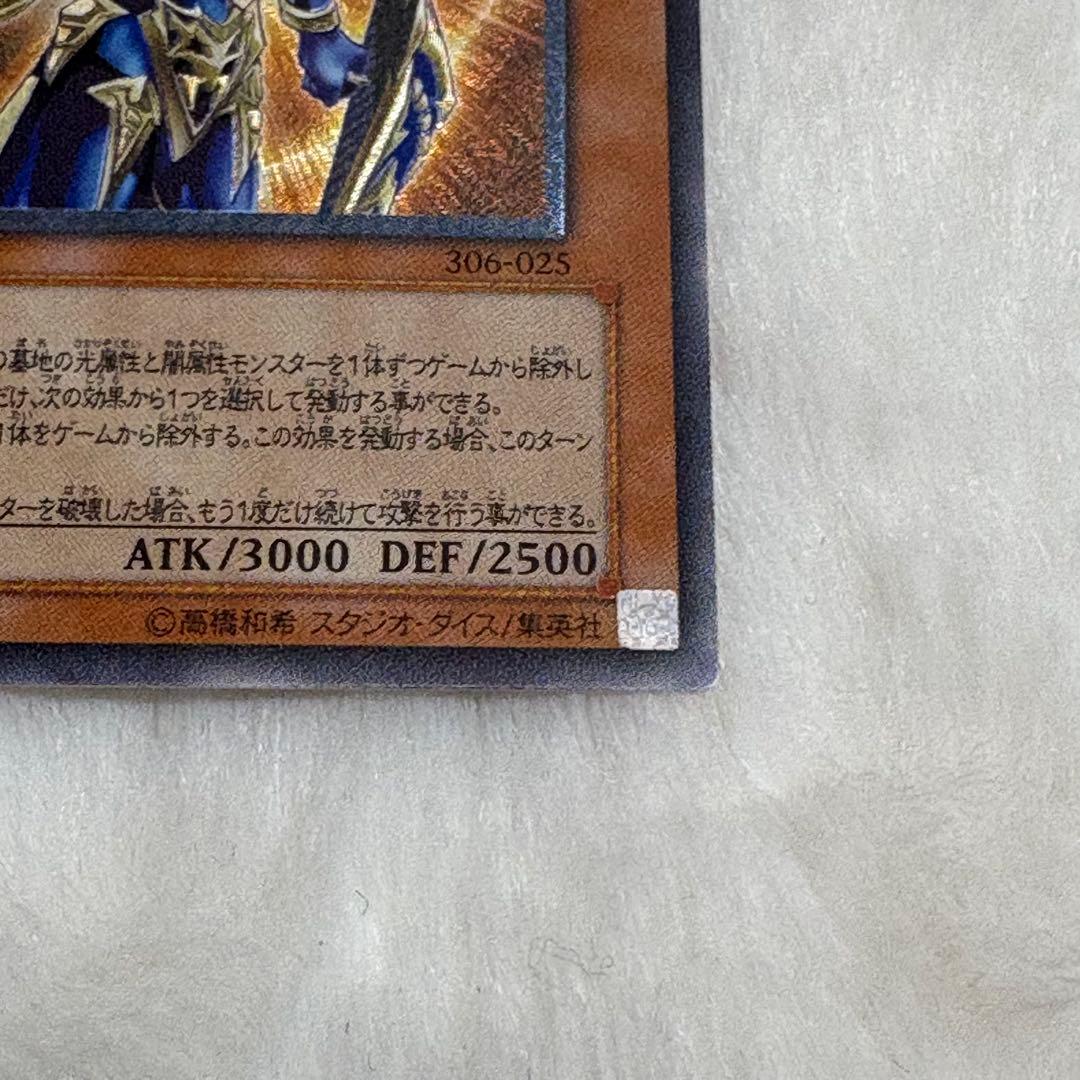 306-025
の墓地の光属性と闇属性モンスターを1体ずつゲームから除外し
だけ、次の効果から1つを選択して発動する事ができる。
1体をゲームから除外する。この効果を発動する場合、このターン
ターを破壊した場合、もう1度だけ続けて攻撃を行う事ができる。
ATK/3000 DEF/2500
©高橋和希 スタジオ・ダイス/集英社